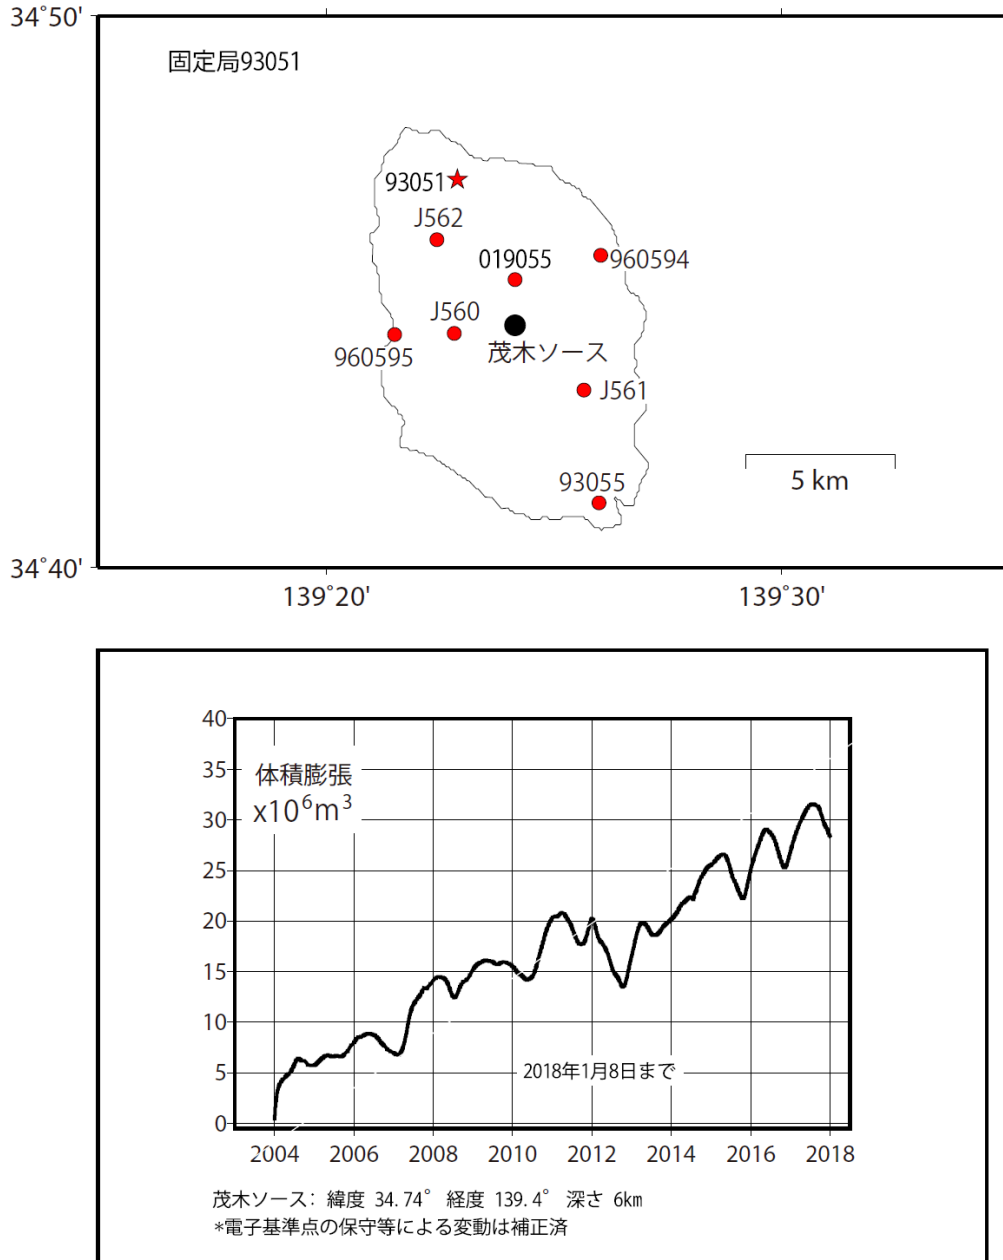 34°50'
固定局93051
93051
J562
019055
960594
J560
960595
茂木ソース
J561
93055
5 km
34°40'
139°20'
139°30'
40
35
30
25
20
15
10
5
0
体積膨張
x10⁶m³
2018年1月8日まで
2004 2006 2008 2010 2012 2014 2016 2018
茂木ソース: 緯度 34.74° 経度 139.4° 深さ 6km
*電子基準点の保守等による変動は補正済